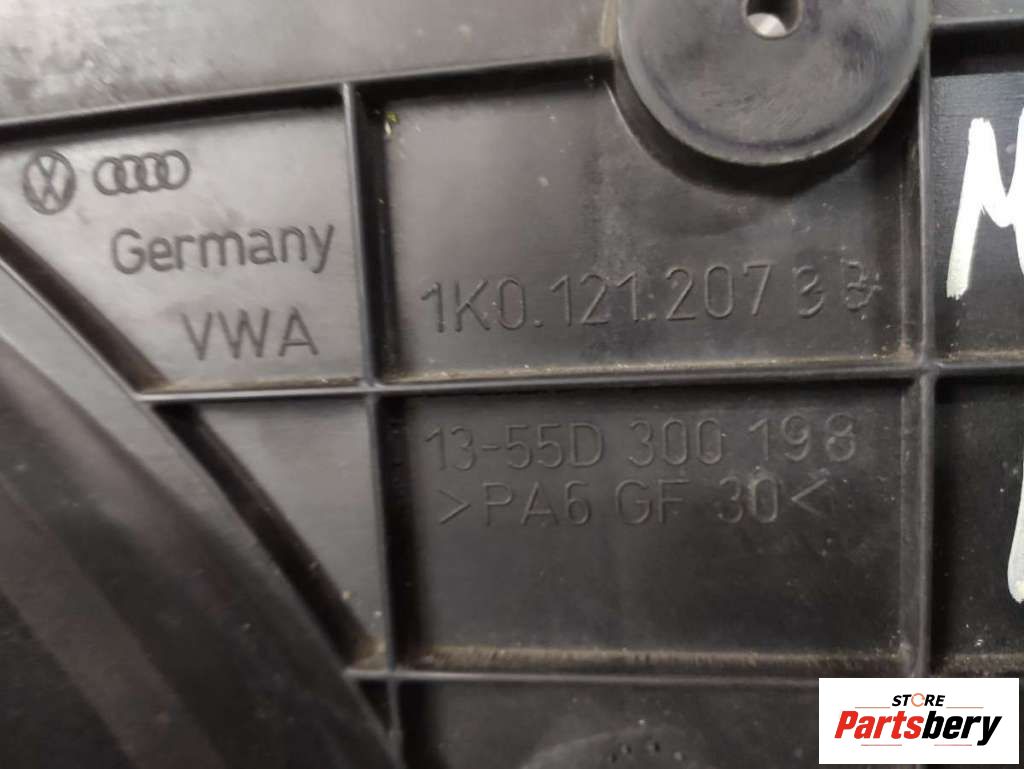 Germany
VWA
1K0.121.207
13-55D 300 198
>PA6 GF 30<
STORE
Partsbery